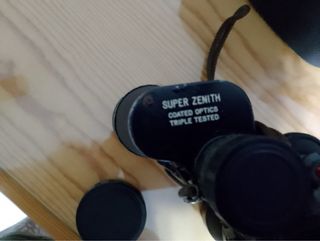 SUPER ZENITH
COATED OPTICS
TRIPLE TESTED